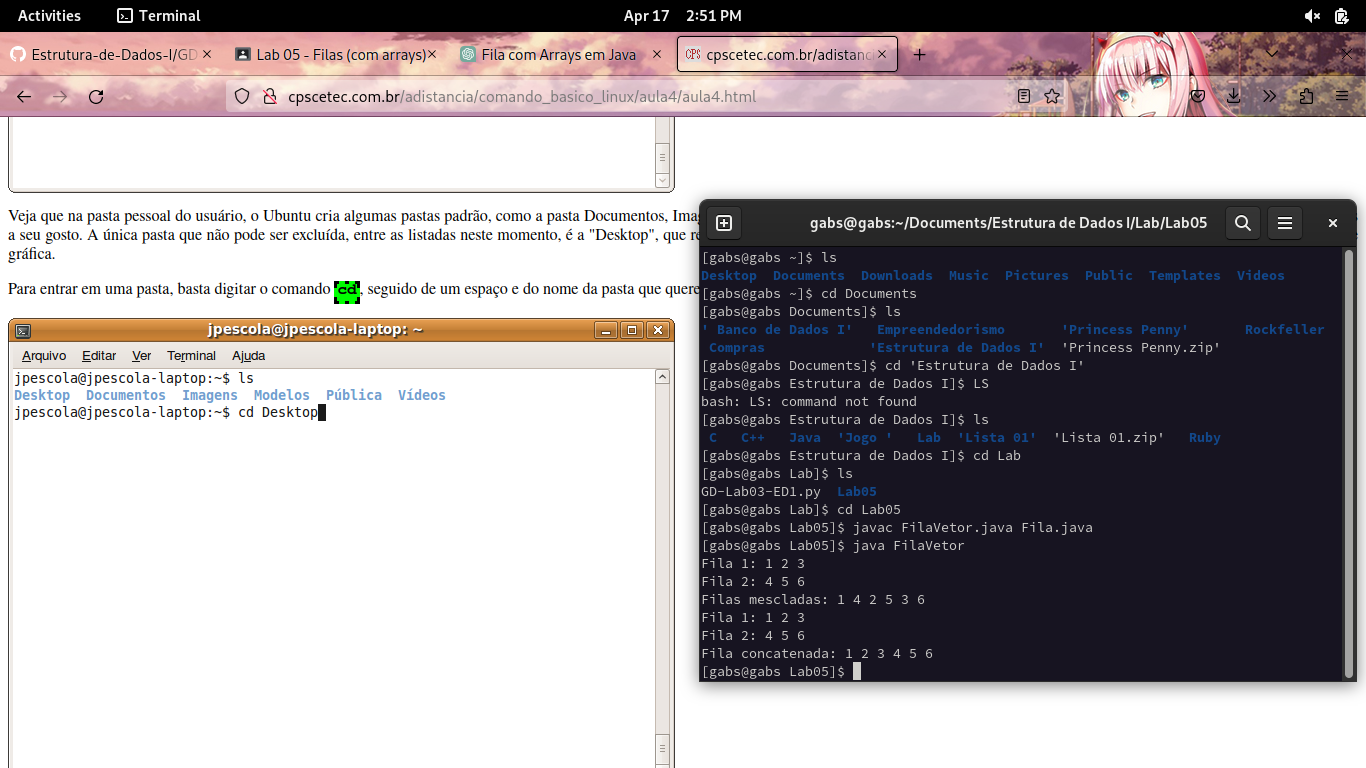 Activities Terminal Apr 17 2:51 PM
Estrutura-de-Dados-I/GD Lab 05 - Filas (com arrays) Fila com Arrays em Java cpscetec.com.br/adistanc
cpscetec.com.br/adistancia/comando_basico_linux/aula4/aula4.html
Veja que na pasta pessoal do usuário, o Ubuntu cria algumas pastas padrão, como a pasta Documentos, Imag
a seu gosto. A única pasta que não pode ser excluída, entre as listadas neste momento, é a "Desktop", que re
gráfica.
Para entrar em uma pasta, basta digitar o comando cd, seguido de um espaço e do nome da pasta que quere
jpescola@jpescola-laptop: ~
Arquivo Editar Ver Terminal Ajuda
jpescola@jpescola-laptop:~$ ls
Desktop Documentos Imagens Modelos Pública Vídeos
jpescola@jpescola-laptop:~$ cd Desktop
gabs@gabs:~/Documents/Estrutura de Dados I/Lab/Lab05
[gabs@gabs ~]$ ls
Desktop Documents Downloads Music Pictures Public Templates Videos
[gabs@gabs ~]$ cd Documents
[gabs@gabs Documents]$ ls
' Banco de Dados I' Empreendedorismo 'Princess Penny' Rockfeller
Compras 'Estrutura de Dados I' 'Princess Penny.zip'
[gabs@gabs Documents]$ cd 'Estrutura de Dados I'
[gabs@gabs Estrutura de Dados I]$ LS
bash: LS: command not found
[gabs@gabs Estrutura de Dados I]$ ls
C C++ Java 'Jogo ' Lab 'Lista 01' 'Lista 01.zip' Ruby
[gabs@gabs Estrutura de Dados I]$ cd Lab
[gabs@gabs Lab]$ ls
GD-Lab03-ED1.py Lab05
[gabs@gabs Lab]$ cd Lab05
[gabs@gabs Lab05]$ javac FilaVetor.java Fila.java
[gabs@gabs Lab05]$ java FilaVetor
Fila 1: 1 2 3
Fila 2: 4 5 6
Filas mescladas: 1 4 2 5 3 6
Fila 1: 1 2 3
Fila 2: 4 5 6
Fila concatenada: 1 2 3 4 5 6
[gabs@gabs Lab05]$